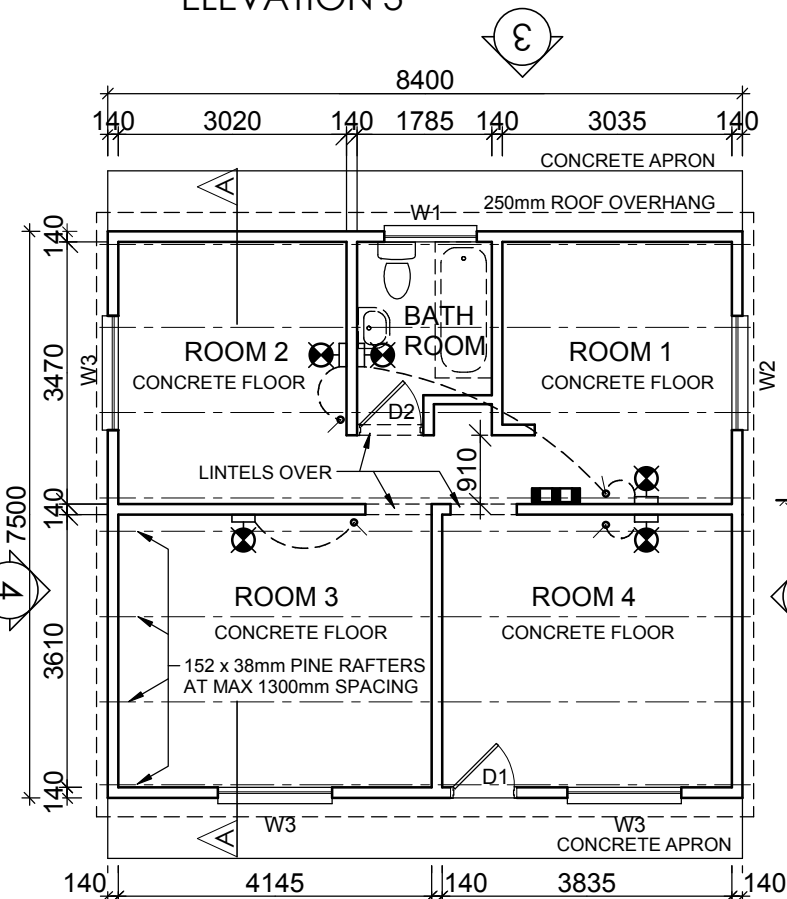 ELEVATION 3
3
8400
140 3020 140 1785 140 3035 140
CONCRETE APRON
A
250mm ROOF OVERHANG
W1
140
BATH
ROOM
ROOM 2
CONCRETE FLOOR
ROOM 1
CONCRETE FLOOR
W3
3470
W2
D2
LINTELS OVER
910
140
7500
4
ROOM 3
CONCRETE FLOOR
ROOM 4
CONCRETE FLOOR
3610
152 x 38mm PINE RAFTERS
AT MAX 1300mm SPACING
D1
140
W3
W3
A
CONCRETE APRON
140 4145 140 3835 140